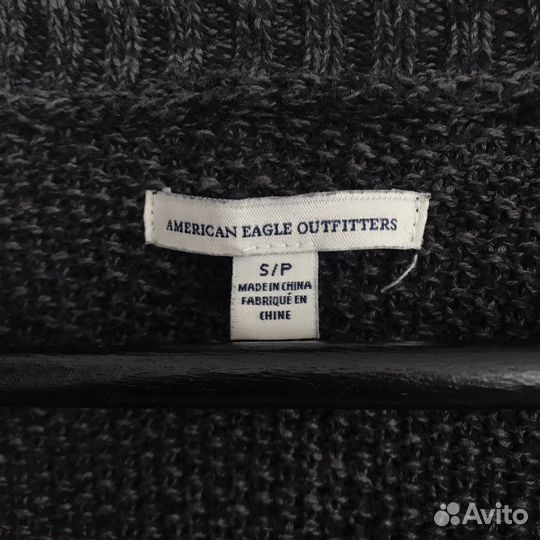 AMERICAN EAGLE OUTFITTERS
S/P
MADE IN CHINA
FABRIQUÉ EN
CHINE
Avito